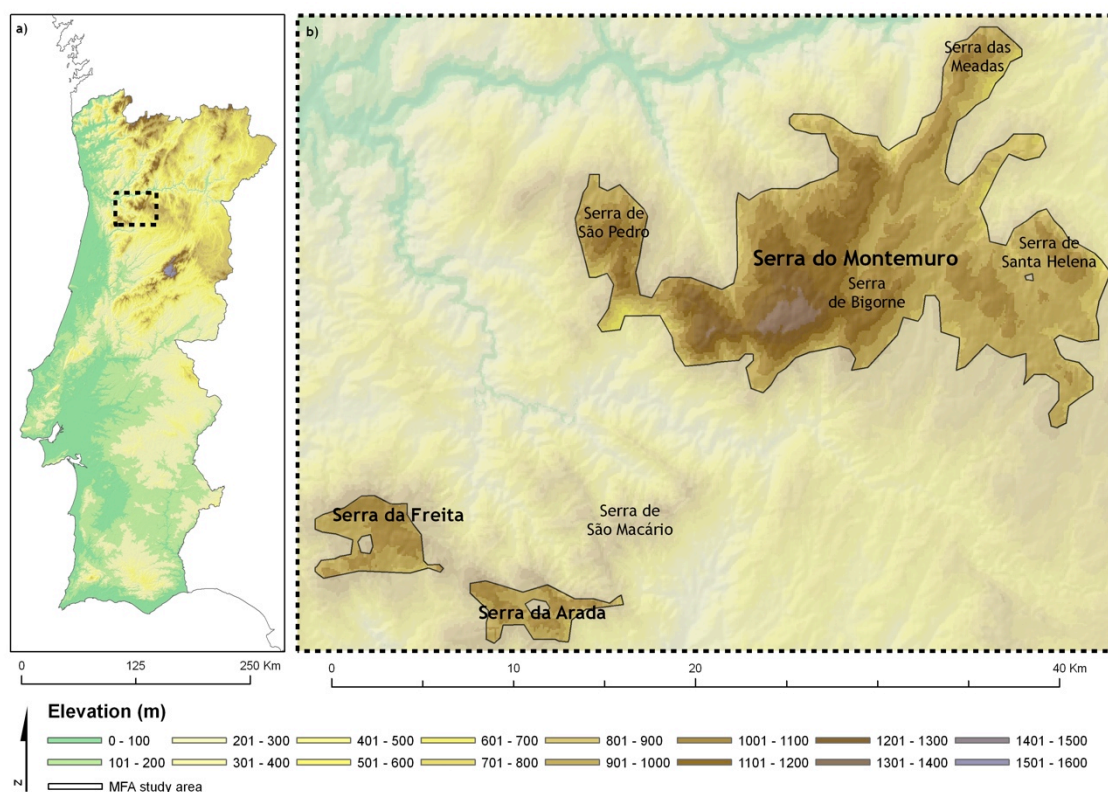 a)
b)
Serra das
Meadas
Serra de
São Pedro
Serra de
Santa Helena
Serra do Montemuro
Serra
de Bigorne
Serra da Freita
Serra de
São Macário
Serra da Arada
0 125 250 Km
0 10 20 40 Km
Elevation (m)
0 - 100 201 - 300 401 - 500 601 - 700 801 - 900 1001 - 1100 1201 - 1300 1401 - 1500
101 - 200 301 - 400 501 - 600 701 - 800 901 - 1000 1101 - 1200 1301 - 1400 1501 - 1600
MFA study area
N